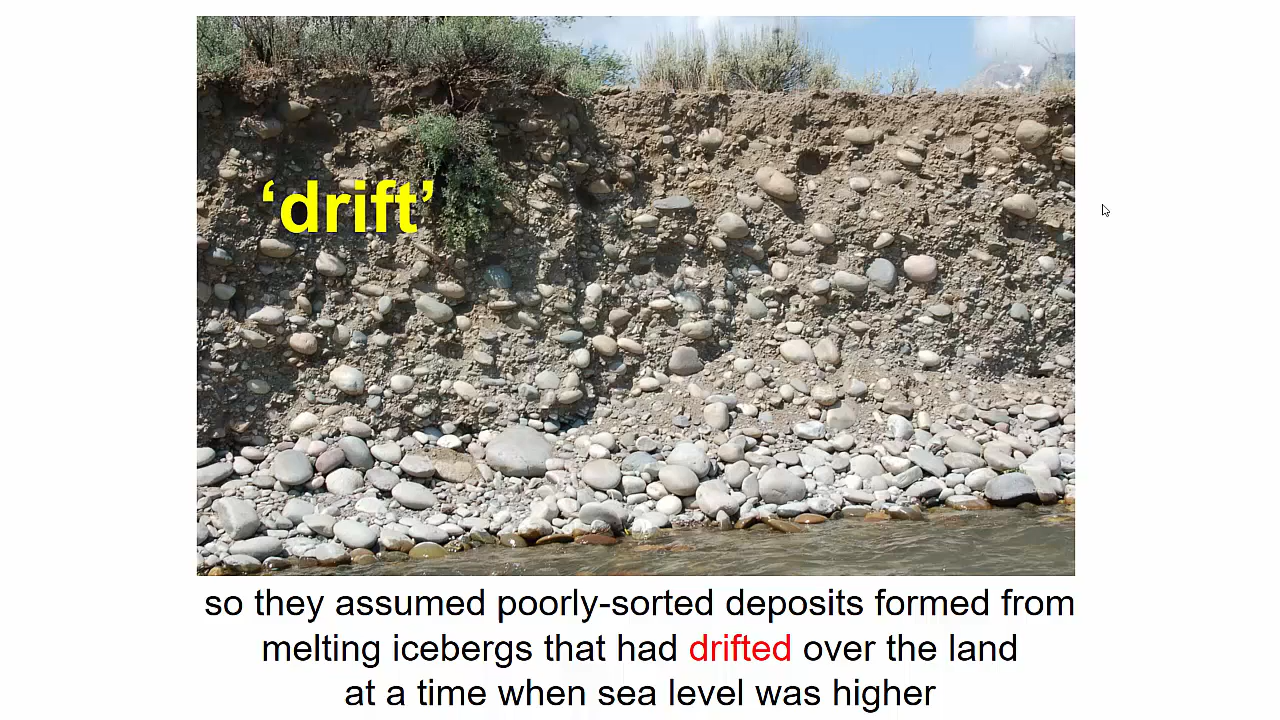 ‘drift’
so they assumed poorly-sorted deposits formed from
melting icebergs that had drifted over the land
at a time when sea level was higher